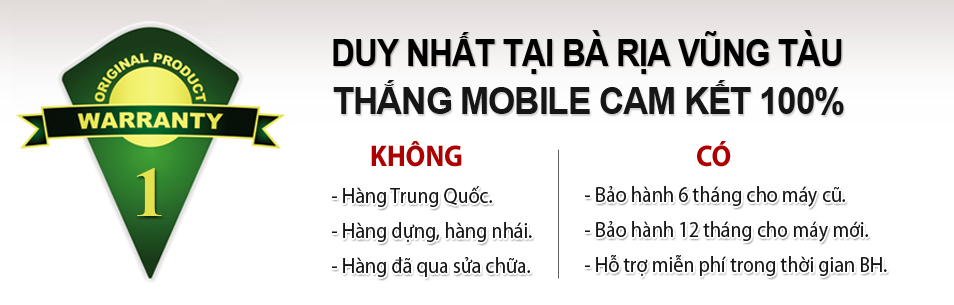 ORIGINAL PRODUCT
WARRANTY
1
DUY NHẤT TẠI BÀ RỊA VŨNG TÀU
THẮNG MOBILE CAM KẾT 100%
KHÔNG
- Hàng Trung Quốc.
- Hàng dựng, hàng nhái.
- Hàng đã qua sửa chữa.
CÓ
- Bảo hành 6 tháng cho máy cũ.
- Bảo hành 12 tháng cho máy mới.
- Hỗ trợ miễn phí trong thời gian BH.